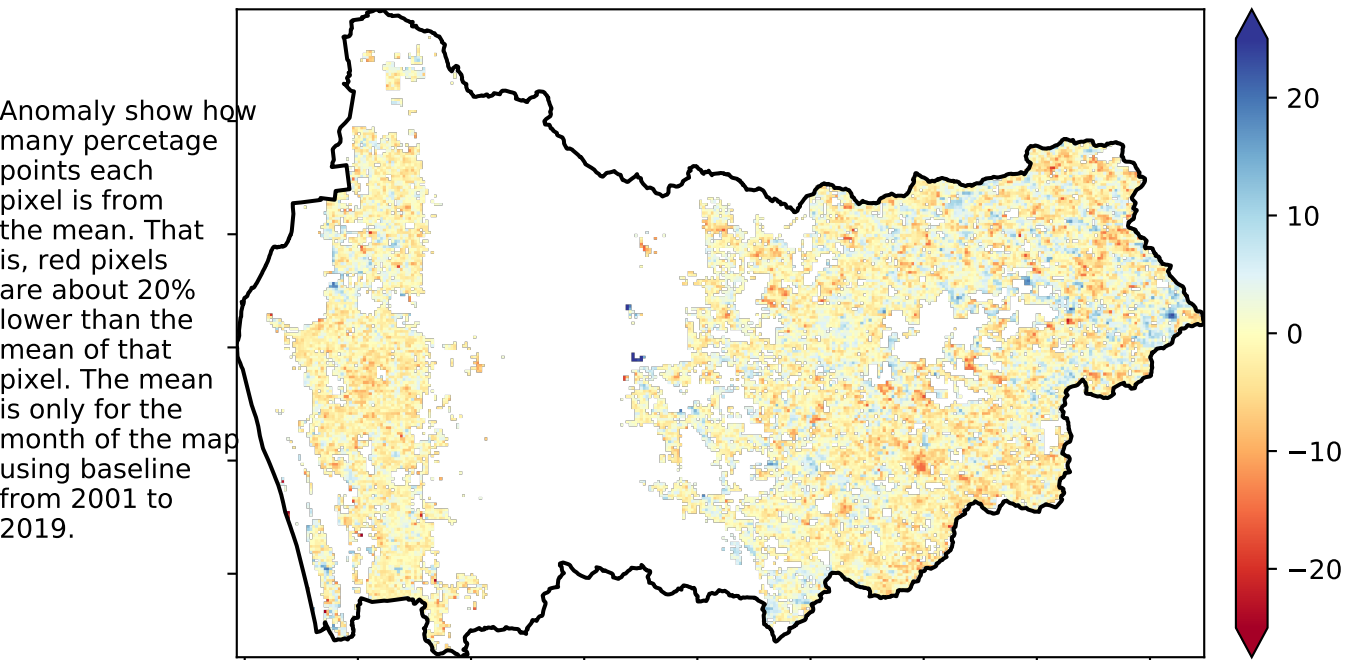 Anomaly show how
many percetage
points each
pixel is from
the mean. That
is, red pixels
are about 20%
lower than the
mean of that
pixel. The mean
is only for the
month of the map
using baseline
from 2001 to
2019.
20
10
0
−10
−20